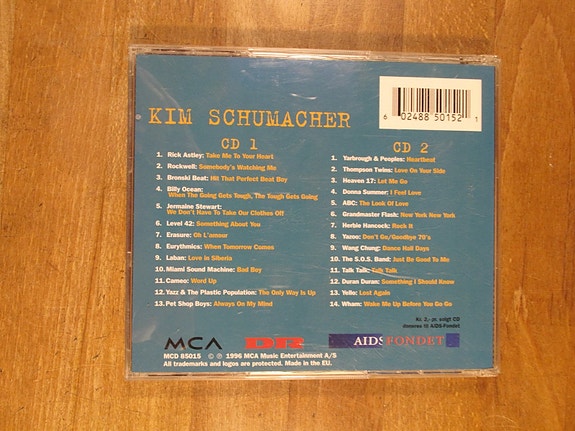 6 02488 50152 1
KIM SCHUMACHER
CD 1
1. Rick Astley: Take Me To Your Heart
2. Rockwell: Somebody's Watching Me
3. Bronski Beat: Hit That Perfect Beat Boy
4. Billy Ocean:
When The Going Gets Tough, The Tough Gets Going
5. Jermaine Stewart:
We Don't Have To Take Our Clothes Off
6. Level 42: Something About You
7. Erasure: Oh L'amour
8. Eurythmics: When Tomorrow Comes
9. Laban: Love in Siberia
10. Miami Sound Machine: Bad Boy
11. Cameo: Word Up
12. Yazz & The Plastic Population: The Only Way Is Up
13. Pet Shop Boys: Always On My Mind
CD 2
1. Yarbrough & Peoples: Heartbeat
2. Thompson Twins: Love On Your Side
3. Heaven 17: Let Me Go
4. Donna Summer: I Feel Love
5. ABC: The Look Of Love
6. Grandmaster Flash: New York New York
7. Herbie Hancock: Rock It
8. Yazoo: Don't Go/Goodbye 70's
9. Wang Chung: Dance Hall Days
10. The S.O.S. Band: Just Be Good To Me
11. Talk Talk: Talk Talk
12. Duran Duran: Something I Should Know
13. Yello: Lost Again
14. Wham: Wake Me Up Before You Go Go
Kr. 2,- pr. solgt CD
doneres til AIDS-Fondet
MCA DR AIDSFONDET
MCD 85015 © ℗ 1996 MCA Music Entertainment A/S
All trademarks and logos are protected. Made in the EU.